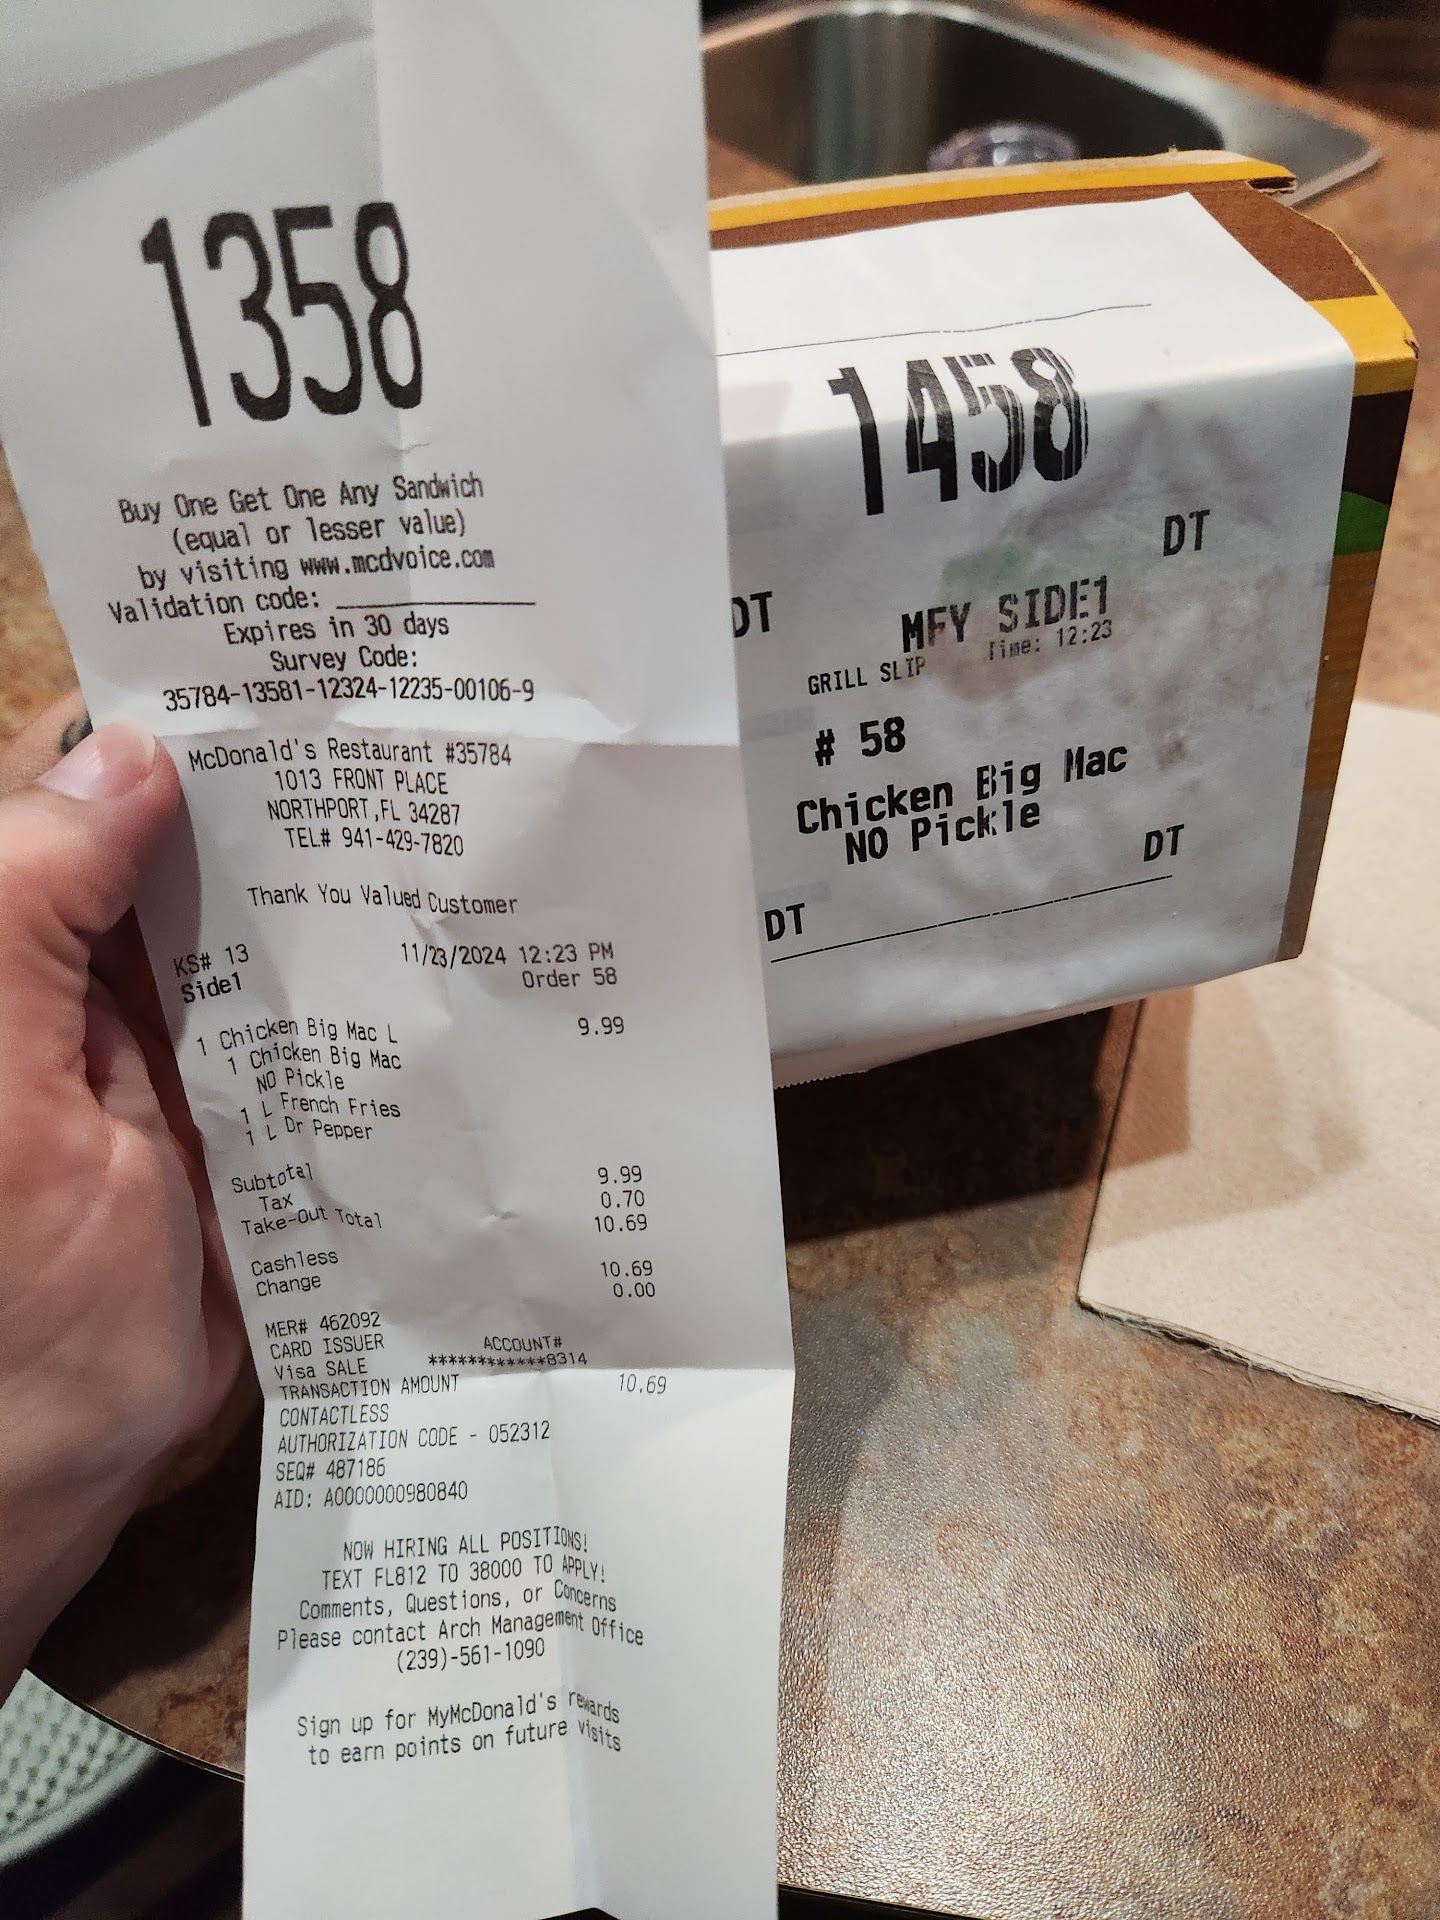 1358
Buy One Get One Any Sandwich
(equal or lesser value)
by visiting www.mcdvoice.com
Validation code: ______________
Expires in 30 days
Survey Code:
35784-13581-12324-12235-00106-9
McDonald's Restaurant #35784
1013 FRONT PLACE
NORTHPORT,FL 34287
TEL# 941-429-7820
Thank You Valued Customer
KS# 13 11/23/2024 12:23 PM
Side1 Order 58
1 Chicken Big Mac L 9.99
1 Chicken Big Mac
NO Pickle
1 L French Fries
1 L Dr Pepper
Subtotal 9.99
Tax 0.70
Take-Out Total 10.69
Cashless 10.69
Change 0.00
MER# 462092
CARD ISSUER ACCOUNT#
Visa SALE ************8314
TRANSACTION AMOUNT 10.69
CONTACTLESS
AUTHORIZATION CODE - 052312
SEQ# 487186
AID: A0000000980840
NOW HIRING ALL POSITIONS!
TEXT FL812 TO 38000 TO APPLY!
Comments, Questions, or Concerns
Please contact Arch Management Office
(239)-561-1090
Sign up for MyMcDonald's rewards
to earn points on future visits
1458
DT DT
MFY SIDE1
GRILL SLIP Time: 12:23
# 58
Chicken Big Mac
NO Pickle
DT DT